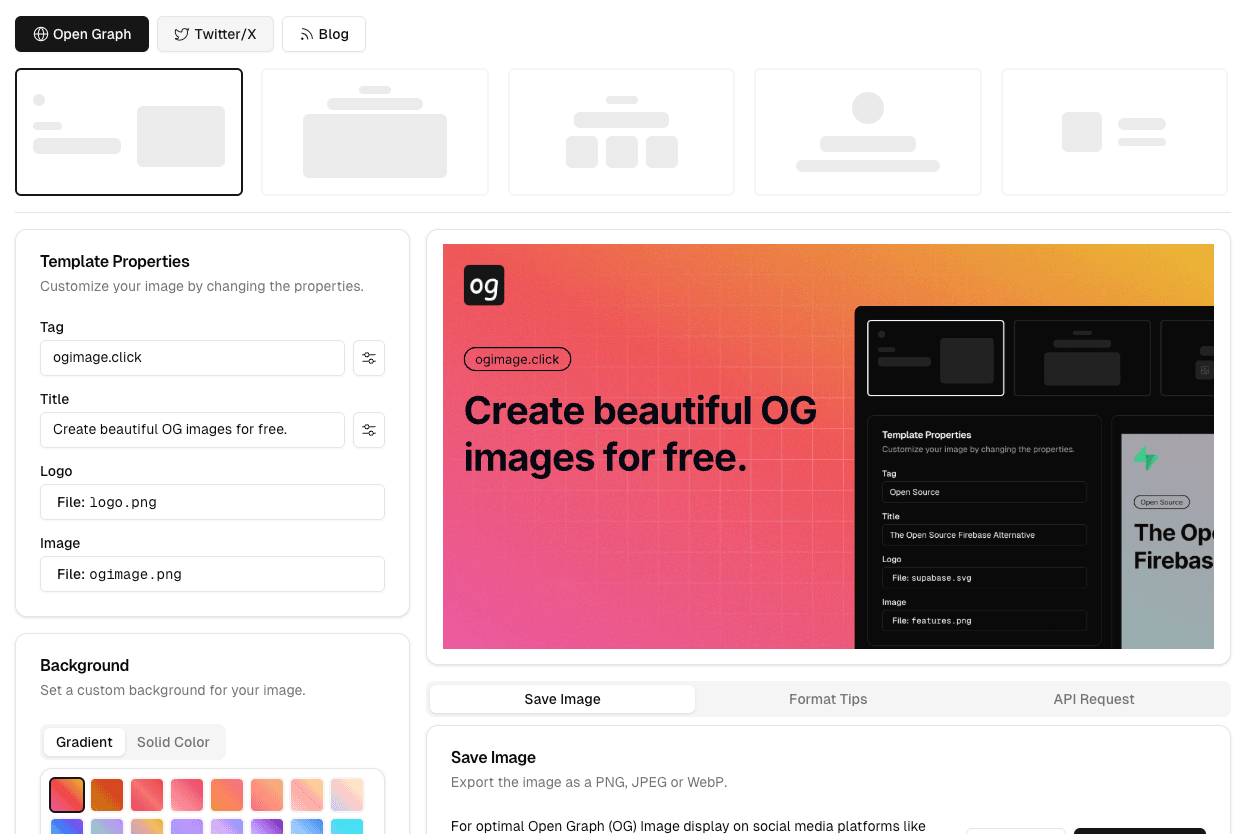 Open Graph
Twitter/X
Blog
Template Properties
Customize your image by changing the properties.
Tag
ogimage.click
Title
Create beautiful OG images for free.
Logo
File: logo.png
Image
File: ogimage.png
Background
Set a custom background for your image.
Gradient
Solid Color
og
ogimage.click
Create beautiful OG
images for free.
Template Properties
Customize your image by changing the properties.
Tag
Open Source
Title
The Open Source Firebase Alternative
Logo
File: supabase.svg
Image
File: features.png
Open Source
The Ope
Firebas
Save Image
Format Tips
API Request
Save Image
Export the image as a PNG, JPEG or WebP.
For optimal Open Graph (OG) Image display on social media platforms like